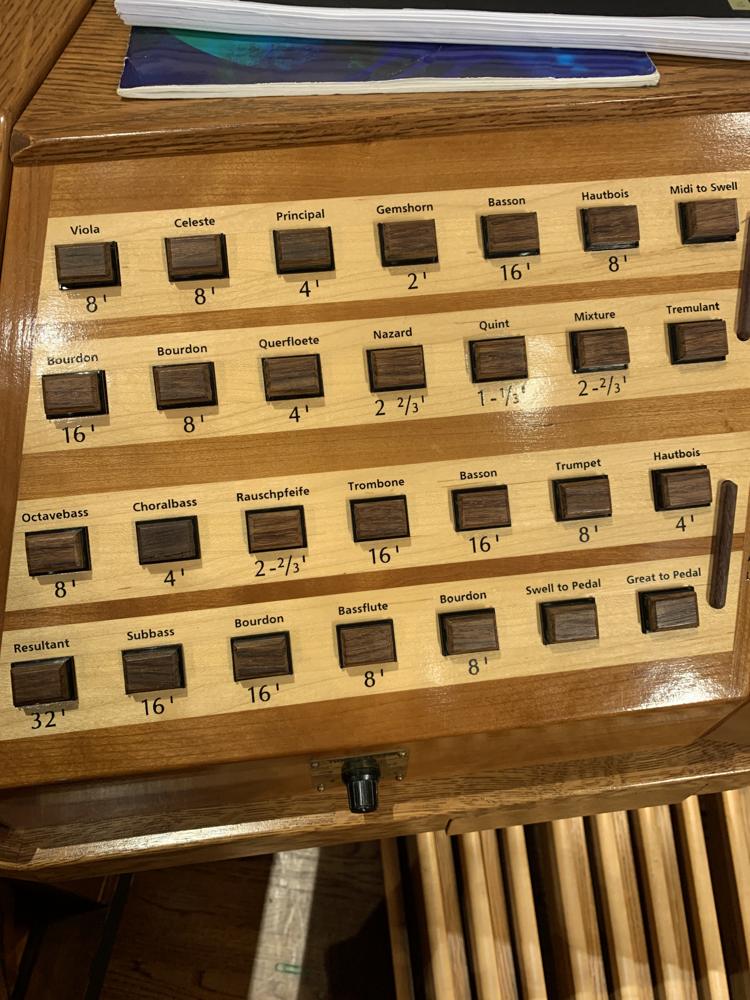 Viola Celeste Principal Gemshorn Basson Hautbois Midi to Swell
8' 8' 4' 2' 16' 8'
Bourdon Bourdon Querfloete Nazard Quint Mixture Tremulant
16' 8' 4' 2 2/3' 1-1/3' 2-2/3'
Octavebass Choralbass Rauschpfeife Trombone Basson Trumpet Hautbois
8' 4' 2-2/3' 16' 16' 8' 4'
Resultant Subbass Bourdon Bassflute Bourdon Swell to Pedal Great to Pedal
32' 16' 16' 8' 8'